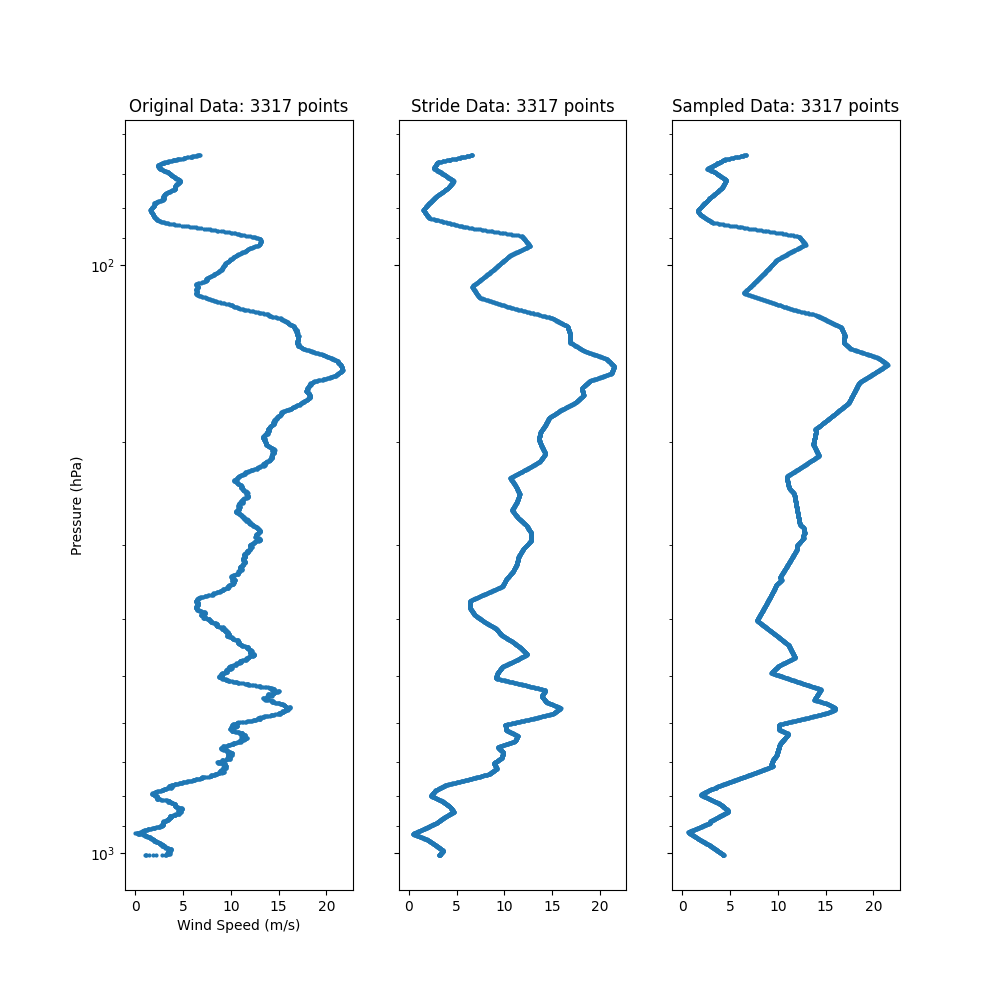 Original Data: 3317 points
Stride Data: 3317 points
Sampled Data: 3317 points
Pressure (hPa)
10²
10³
0 5 10 15 20
0 5 10 15 20
0 5 10 15 20
Wind Speed (m/s)